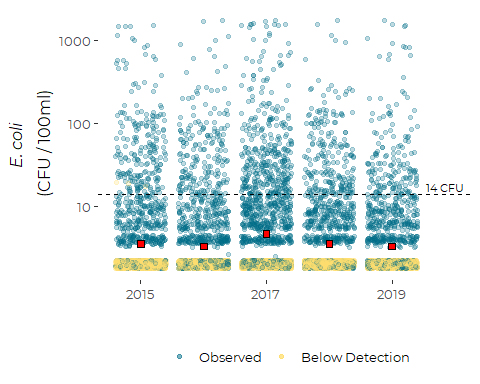 1000
100
10
E. coli
(CFU / 100ml)
14 CFU
2015 2017 2019
Observed Below Detection